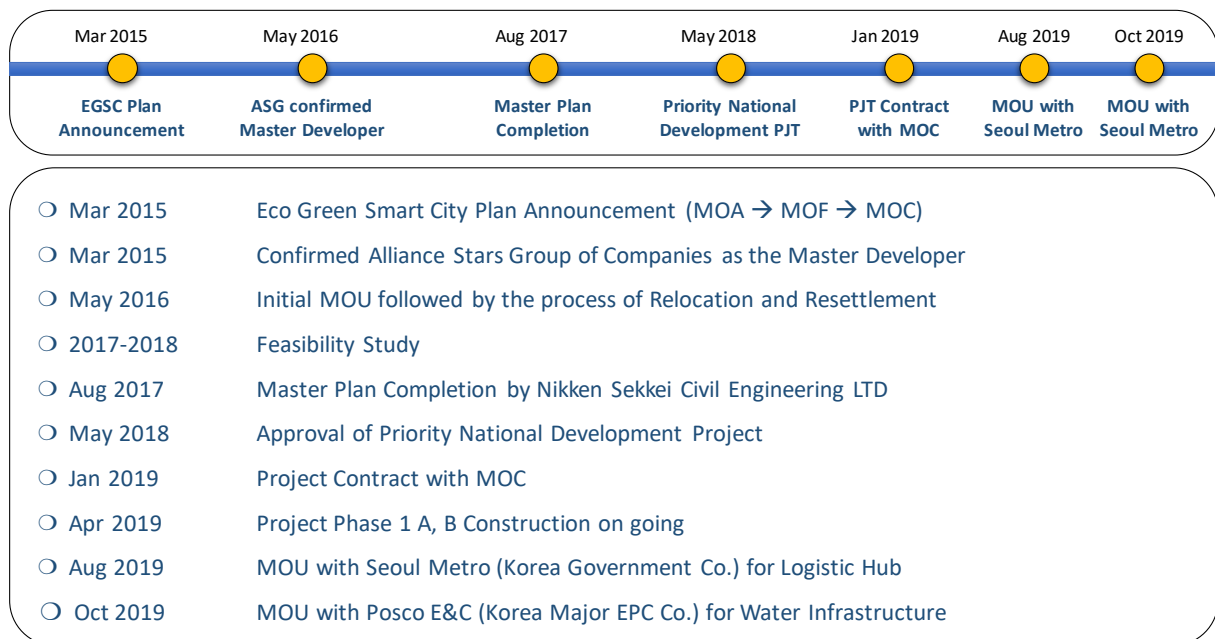 Mar 2015 May 2016 Aug 2017 May 2018 Jan 2019 Aug 2019 Oct 2019
EGSC Plan ASG confirmed Master Plan Priority National PJT Contract MOU with MOU with
Announcement Master Developer Completion Development PJT with MOC Seoul Metro Seoul Metro
❍ Mar 2015 Eco Green Smart City Plan Announcement (MOA → MOF → MOC)
❍ Mar 2015 Confirmed Alliance Stars Group of Companies as the Master Developer
❍ May 2016 Initial MOU followed by the process of Relocation and Resettlement
❍ 2017-2018 Feasibility Study
❍ Aug 2017 Master Plan Completion by Nikken Sekkei Civil Engineering LTD
❍ May 2018 Approval of Priority National Development Project
❍ Jan 2019 Project Contract with MOC
❍ Apr 2019 Project Phase 1 A, B Construction on going
❍ Aug 2019 MOU with Seoul Metro (Korea Government Co.) for Logistic Hub
❍ Oct 2019 MOU with Posco E&C (Korea Major EPC Co.) for Water Infrastructure